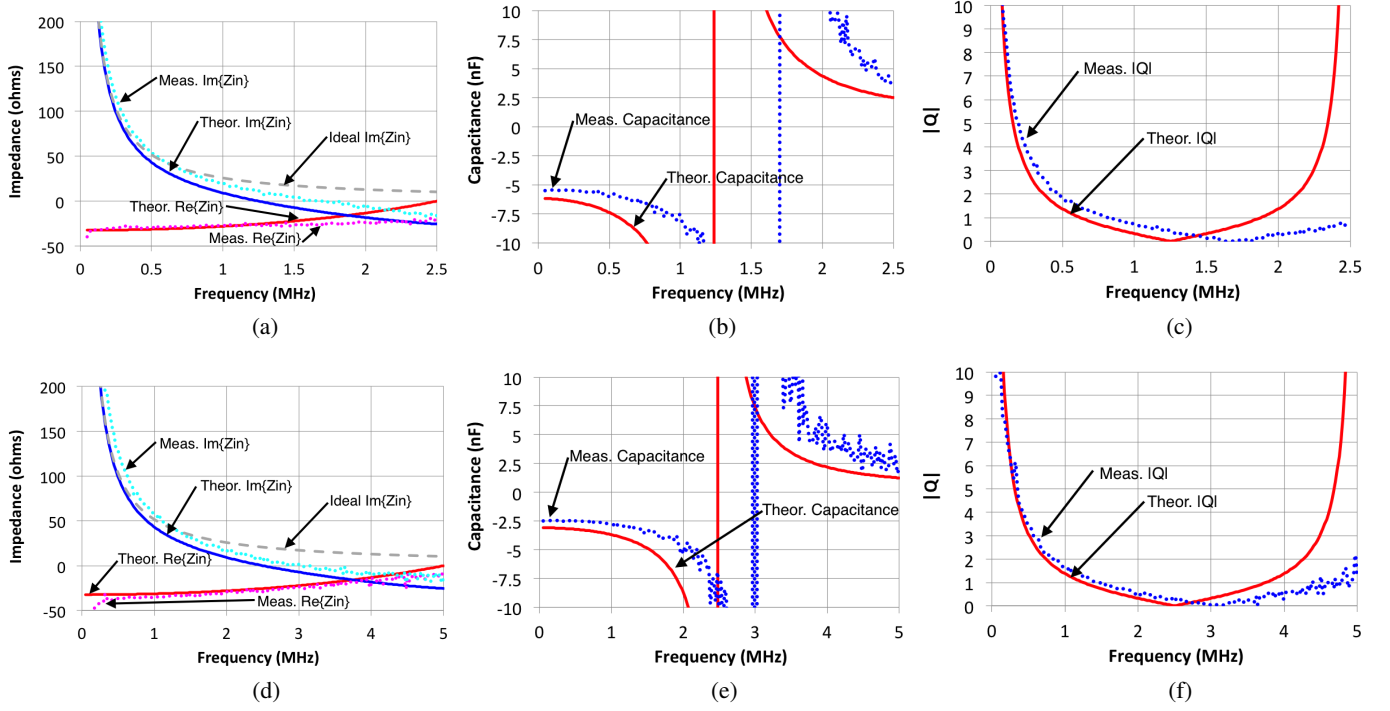 Impedance (ohms)
200
150
100
50
0
-50
Meas. Im{Zin}
Theor. Im{Zin}
Ideal Im{Zin}
Theor. Re{Zin}
Meas. Re{Zin}
0 0.5 1 1.5 2 2.5
Frequency (MHz)
(a)
Capacitance (nF)
10
7.5
5
2.5
0
-2.5
-5
-7.5
-10
Meas. Capacitance
Theor. Capacitance
0 0.5 1 1.5 2 2.5
Frequency (MHz)
(b)
|Q|
10
9
8
7
6
5
4
3
2
1
0
Meas. |Q|
Theor. |Q|
0 0.5 1 1.5 2 2.5
Frequency (MHz)
(c)
Impedance (ohms)
200
150
100
50
0
-50
Meas. Im{Zin}
Theor. Im{Zin}
Ideal Im{Zin}
Theor. Re{Zin}
Meas. Re{Zin}
0 1 2 3 4 5
Frequency (MHz)
(d)
Capacitance (nF)
10
7.5
5
2.5
0
-2.5
-5
-7.5
-10
Meas. Capacitance
Theor. Capacitance
0 1 2 3 4 5
Frequency (MHz)
(e)
|Q|
10
9
8
7
6
5
4
3
2
1
0
Meas. |Q|
Theor. |Q|
0 1 2 3 4 5
Frequency (MHz)
(f)